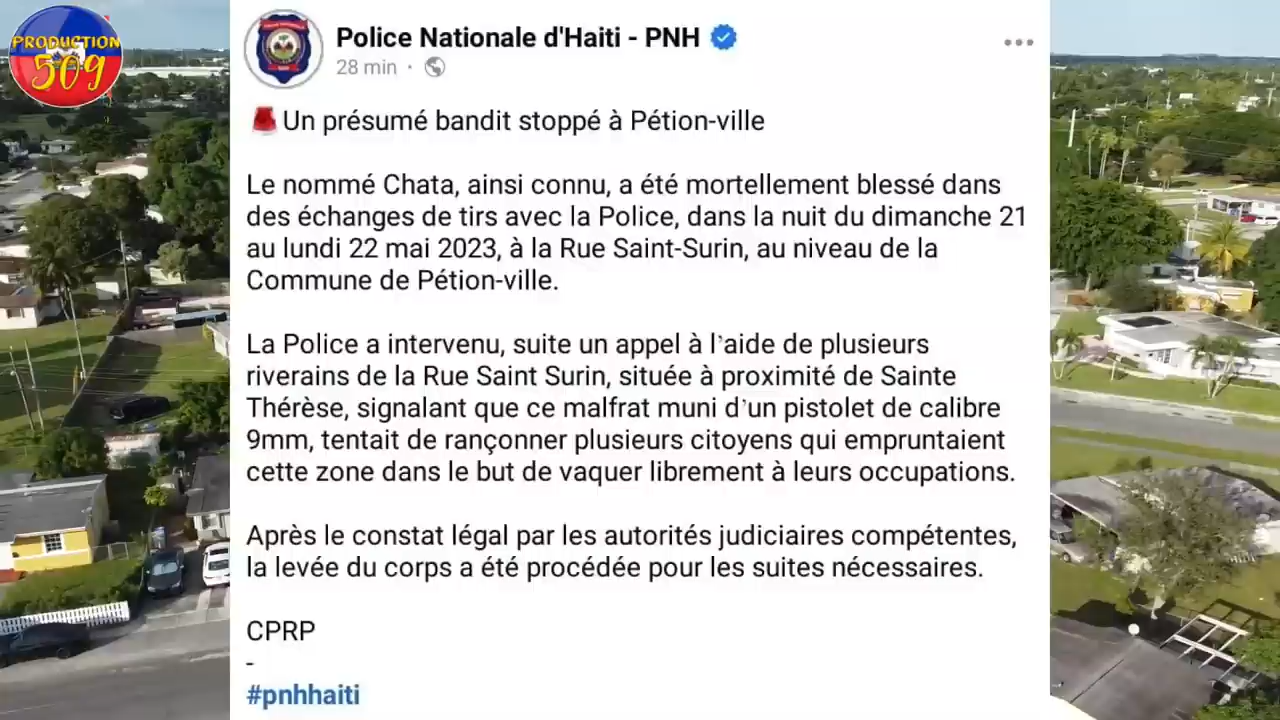 PRODUCTION
509
Police Nationale d'Haiti - PNH
28 min ·
Un présumé bandit stoppé à Pétion-ville
Le nommé Chata, ainsi connu, a été mortellement blessé dans
des échanges de tirs avec la Police, dans la nuit du dimanche 21
au lundi 22 mai 2023, à la Rue Saint-Surin, au niveau de la
Commune de Pétion-ville.
La Police a intervenu, suite un appel à l'aide de plusieurs
riverains de la Rue Saint Surin, située à proximité de Sainte
Thérèse, signalant que ce malfrat muni d'un pistolet de calibre
9mm, tentait de rançonner plusieurs citoyens qui empruntaient
cette zone dans le but de vaquer librement à leurs occupations.
Après le constat légal par les autorités judiciaires compétentes,
la levée du corps a été procédée pour les suites nécessaires.
CPRP
-
#pnhhaiti